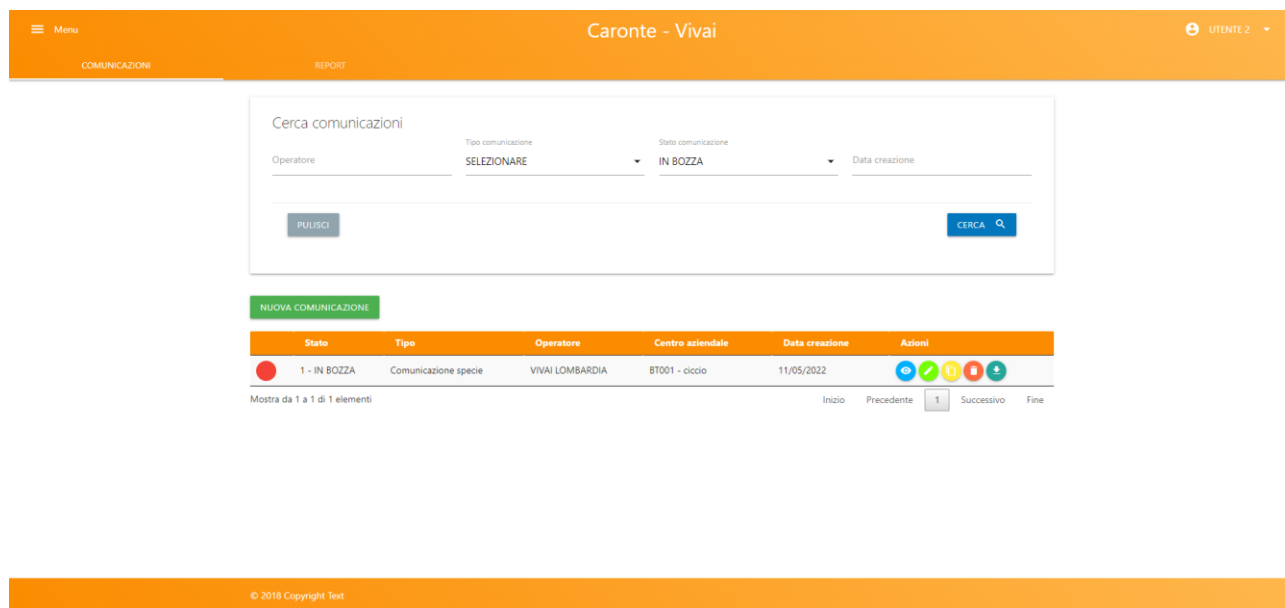 Menu
Caronte - Vivai
UTENTE 2
COMUNICAZIONI
REPORT
Cerca comunicazioni
Operatore
Tipo comunicazione
SELEZIONARE
Stato comunicazione
IN BOZZA
Data creazione
PULISCI
CERCA
NUOVA COMUNICAZIONE
Stato Tipo Operatore Centro aziendale Data creazione Azioni
1 - IN BOZZA Comunicazione specie VIVAI LOMBARDIA BT001 - ciccio 11/05/2022
Mostra da 1 a 1 di 1 elementi
Inizio Precedente 1 Successivo Fine
© 2018 Copyright Text